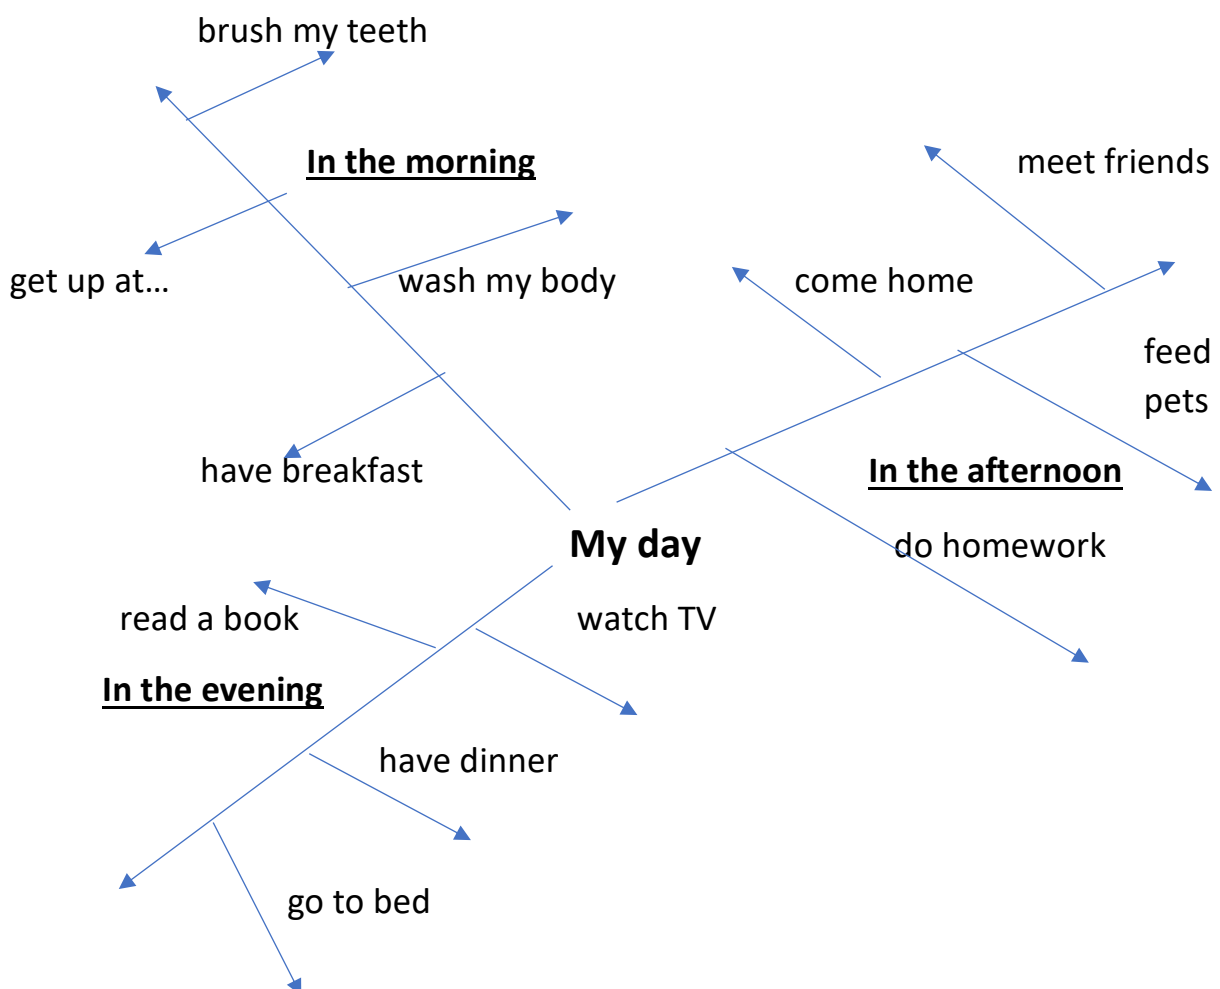 brush my teeth
In the morning
meet friends
get up at...
wash my body
come home
feed
pets
have breakfast
In the afternoon
My day
do homework
read a book
watch TV
In the evening
have dinner
go to bed